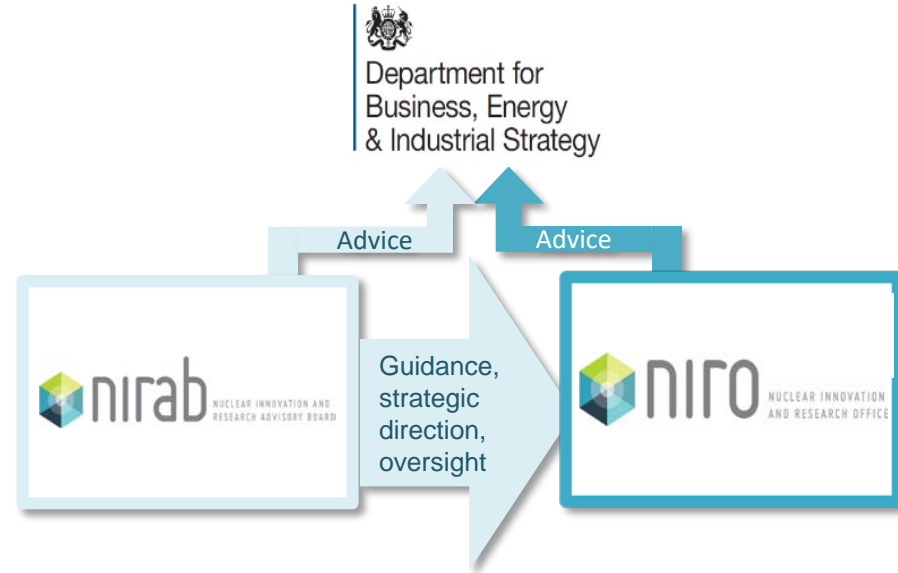 Department for
Business, Energy
& Industrial Strategy
Advice
Advice
nirab
NUCLEAR INNOVATION AND
RESEARCH ADVISORY BOARD
Guidance,
strategic
direction,
oversight
niro
NUCLEAR INNOVATION
AND RESEARCH OFFICE